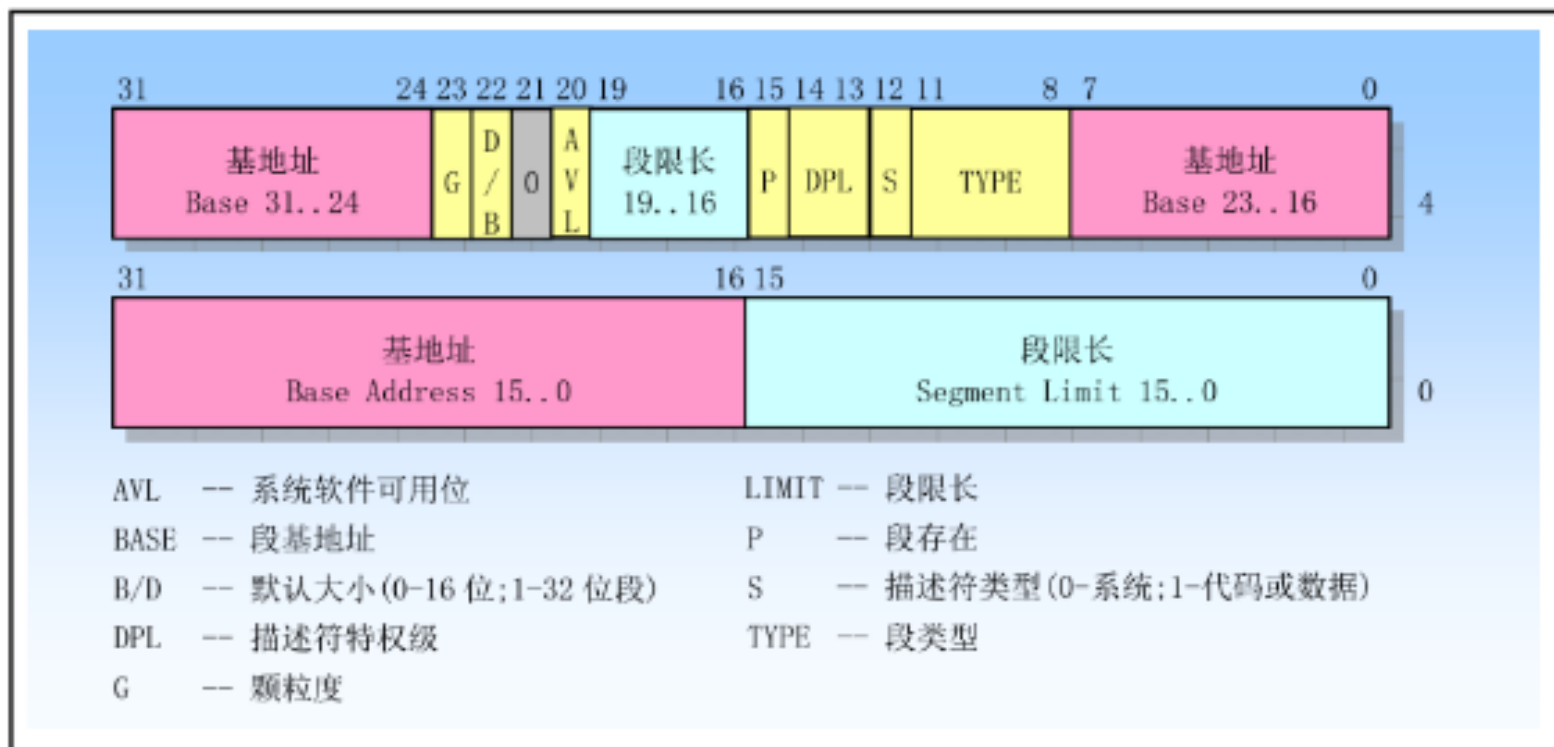 31 24 23 22 21 20 19 16 15 14 13 12 11 8 7 0
基地址
Base 31..24
G
D
/
B
0
A
V
L
段限长
19..16
P
DPL
S
TYPE
基地址
Base 23..16
4
31 16 15 0
基地址
Base Address 15..0
段限长
Segment Limit 15..0
0
AVL -- 系统软件可用位
BASE -- 段基地址
B/D -- 默认大小(0-16 位;1-32 位段)
DPL -- 描述符特权级
G -- 颗粒度
LIMIT -- 段限长
P -- 段存在
S -- 描述符类型(0-系统;1-代码或数据)
TYPE -- 段类型